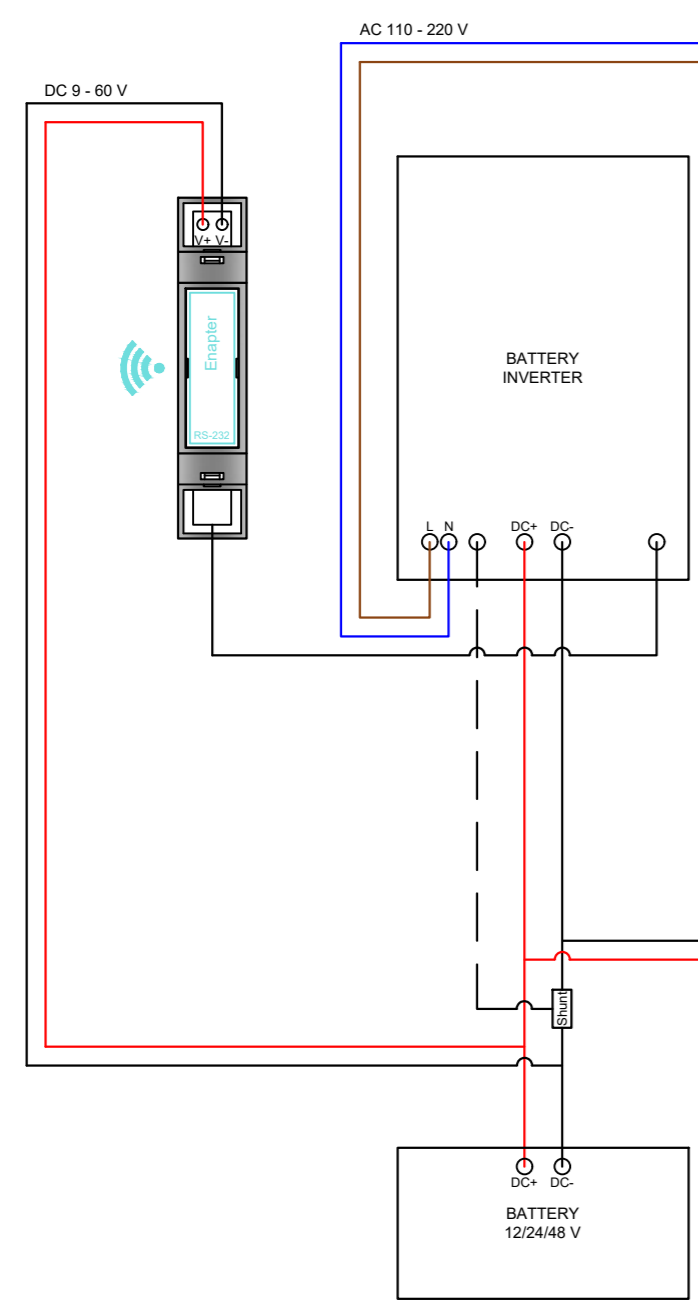 AC 110 - 220 V
DC 9 - 60 V
V+ V-
Enapter
RS-232
BATTERY
INVERTER
L N DC+ DC-
Shunt
DC+ DC-
BATTERY
12/24/48 V